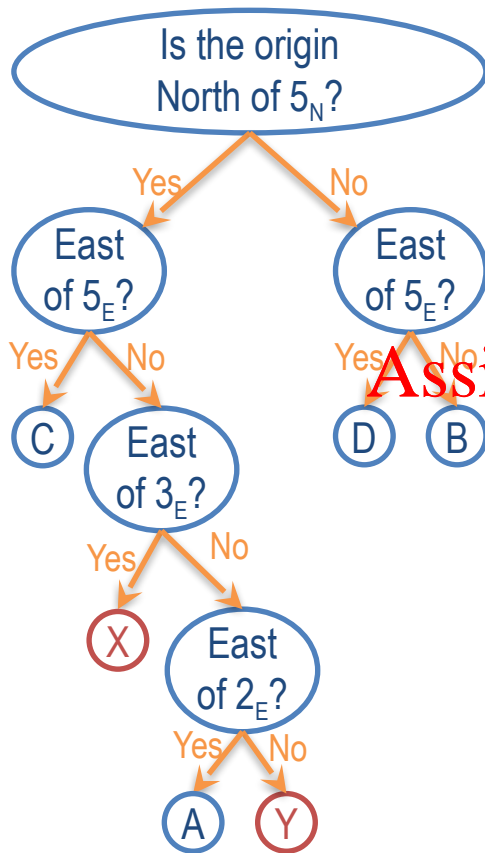 Is the origin
North of 5N?
Yes
No
East
of 5E?
East
of 5E?
Yes
No
Yes
No
C
D
B
East
of 3E?
Yes
No
X
East
of 2E?
Yes
No
A
Y